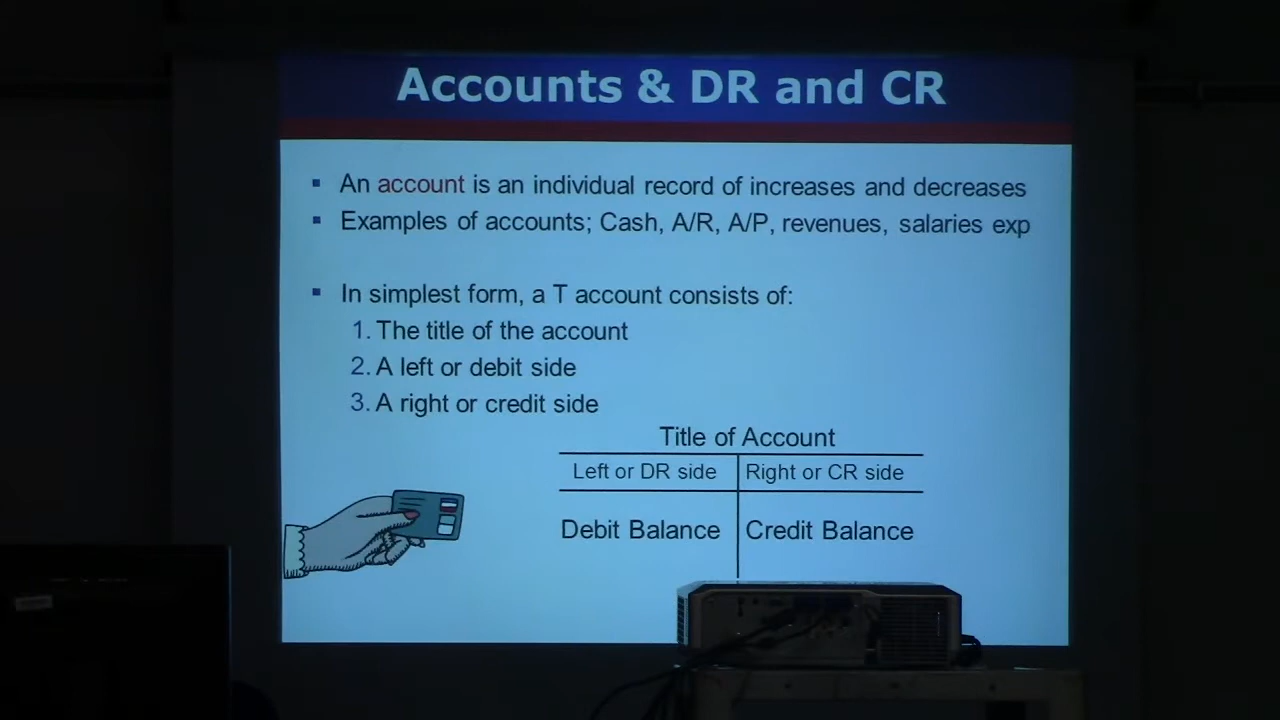 Accounts & DR and CR
▪ An account is an individual record of increases and decreases
▪ Examples of accounts; Cash, A/R, A/P, revenues, salaries exp
▪ In simplest form, a T account consists of:
1. The title of the account
2. A left or debit side
3. A right or credit side
Title of Account
Left or DR side Right or CR side
Debit Balance Credit Balance